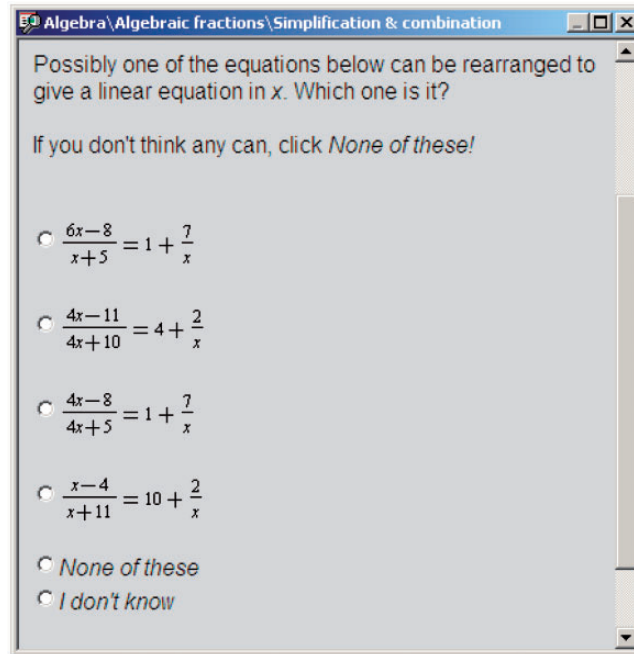 Algebra\Algebraic fractions\Simplification & combination
Possibly one of the equations below can be rearranged to
give a linear equation in x. Which one is it?
If you don't think any can, click None of these!
(6x−8)/(x+5) = 1 + 7/x
(4x−11)/(4x+10) = 4 + 2/x
(4x−8)/(4x+5) = 1 + 7/x
(x−4)/(x+11) = 10 + 2/x
None of these
I don't know